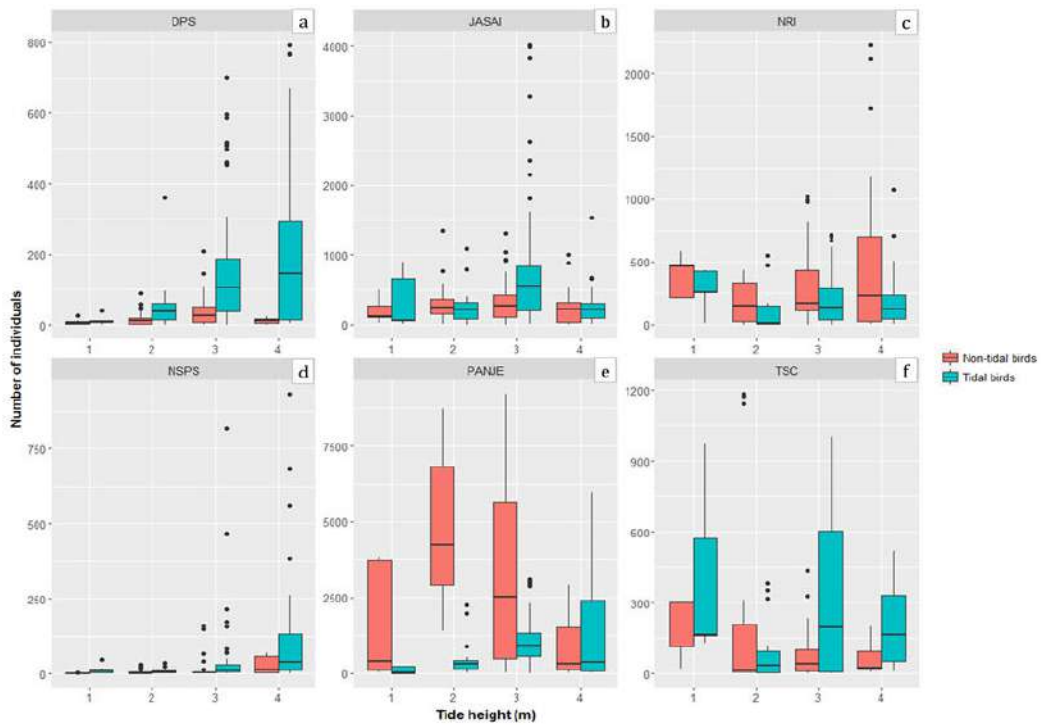 DPS a
JASAI b
NRI c
800
600
400
200
0
1 2 3 4
4000
3000
2000
1000
0
1 2 3 4
2000
1500
1000
500
0
1 2 3 4
NSPS d
PANJE e
TSC f
750
500
250
0
1 2 3 4
7500
5000
2500
0
1 2 3 4
1200
900
600
300
0
1 2 3 4
Number of individuals
Tide height (m)
Non-tidal birds
Tidal birds